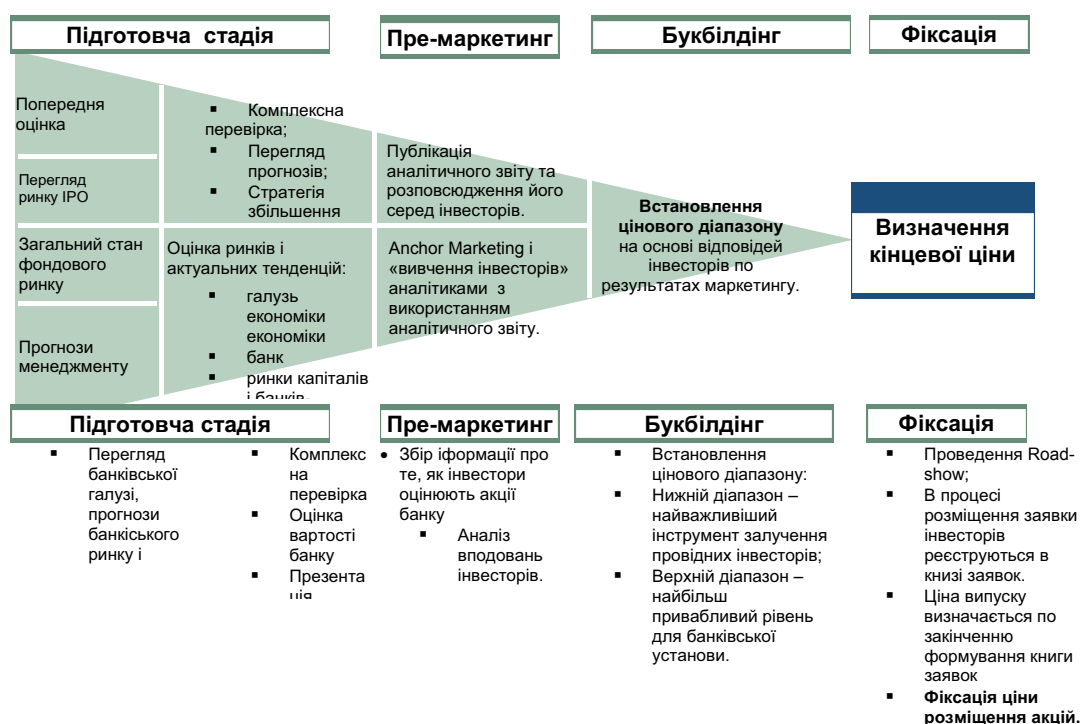 Підготовча стадія
Пре-маркетинг
Букбілдінг
Фіксація
Попередня
оцінка
Перегляд
ринку IPO
Загальний стан
фондового
ринку
Прогнози
менеджменту
▪ Комплексна
перевірка;
▪ Перегляд
прогнозів;
▪ Стратегія
збільшення
Оцінка ринків і
актуальних тенденцій:
▪ галузь
економіки
економіки
▪ банк
▪ ринки капіталів
і банків-
Публікація
аналітичного звіту та
розповсюдження його
серед інвесторів.
Anchor Marketing і
«вивчення інвесторів»
аналітиками з
використанням
аналітичного звіту.
Встановлення
цінового діапазону
на основі відповідей
інвесторів по
результатах маркетингу.
Визначення
кінцевої ціни
Підготовча стадія
Пре-маркетинг
Букбілдінг
Фіксація
▪ Перегляд
банківської
галузі,
прогнози
банкіського
ринку і
▪ Комплекс
на
перевірка
▪ Оцінка
вартості
банку
▪ Презента
ція
• Збір іформації про
те, як інвестори
оцінюють акції
банку
▪ Аналіз
вподовань
інвесторів.
▪ Встановлення
цінового діапазону:
▪ Нижній діапазон –
найважливіший
інструмент залучення
провідних інвесторів;
▪ Верхній діапазон –
найбільш
привабливий рівень
для банківської
установи.
▪ Проведення Road-
show;
▪ В процесі
розміщення заявки
інвесторів
реєструються в
книзі заявок.
▪ Ціна випуску
визначається по
закінченню
формування книги
заявок
▪ Фіксація ціни
розміщення акцій.